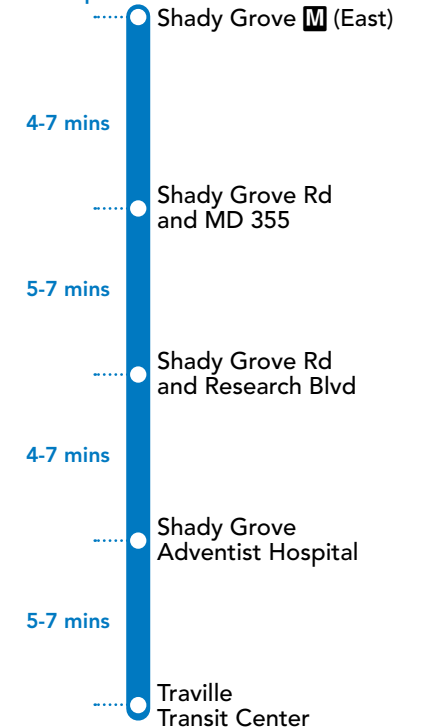 Shady Grove M (East)
4-7 mins
Shady Grove Rd
and MD 355
5-7 mins
Shady Grove Rd
and Research Blvd
4-7 mins
Shady Grove
Adventist Hospital
5-7 mins
Traville
Transit Center